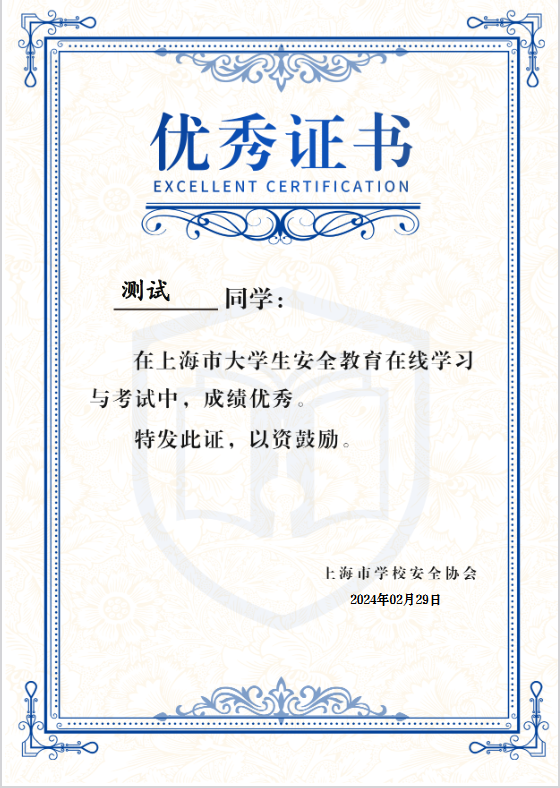 优秀证书
EXCELLENT CERTIFICATION
测试 同学：
在上海市大学生安全教育在线学习
与考试中，成绩优秀。
特发此证，以资鼓励。
上海市学校安全协会
2024年02月29日